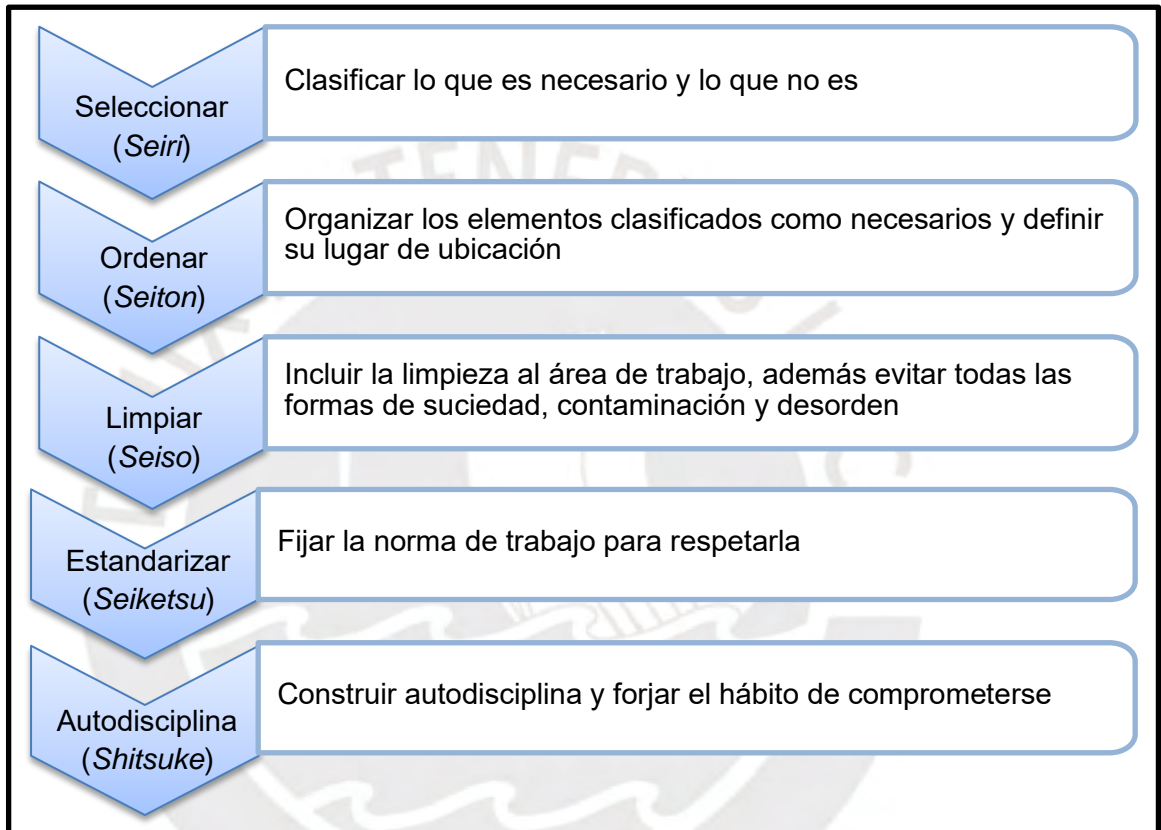 Seleccionar
(Seiri)
Clasificar lo que es necesario y lo que no es
Ordenar
(Seiton)
Organizar los elementos clasificados como necesarios y definir
su lugar de ubicación
Limpiar
(Seiso)
Incluir la limpieza al área de trabajo, además evitar todas las
formas de suciedad, contaminación y desorden
Estandarizar
(Seiketsu)
Fijar la norma de trabajo para respetarla
Autodisciplina
(Shitsuke)
Construir autodisciplina y forjar el hábito de comprometerse